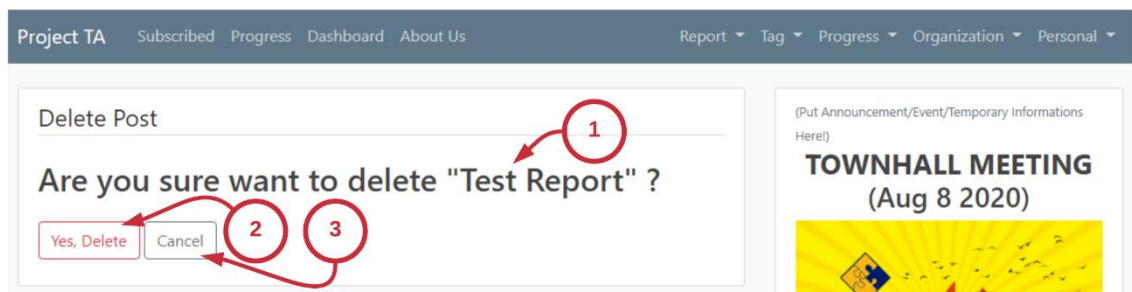 Project TA Subscribed Progress Dashboard About Us Report Tag Progress Organization Personal
Delete Post
Are you sure want to delete "Test Report" ?
1
Yes, Delete Cancel
2 3
(Put Announcement/Event/Temporary Informations
Here!)
TOWNHALL MEETING
(Aug 8 2020)